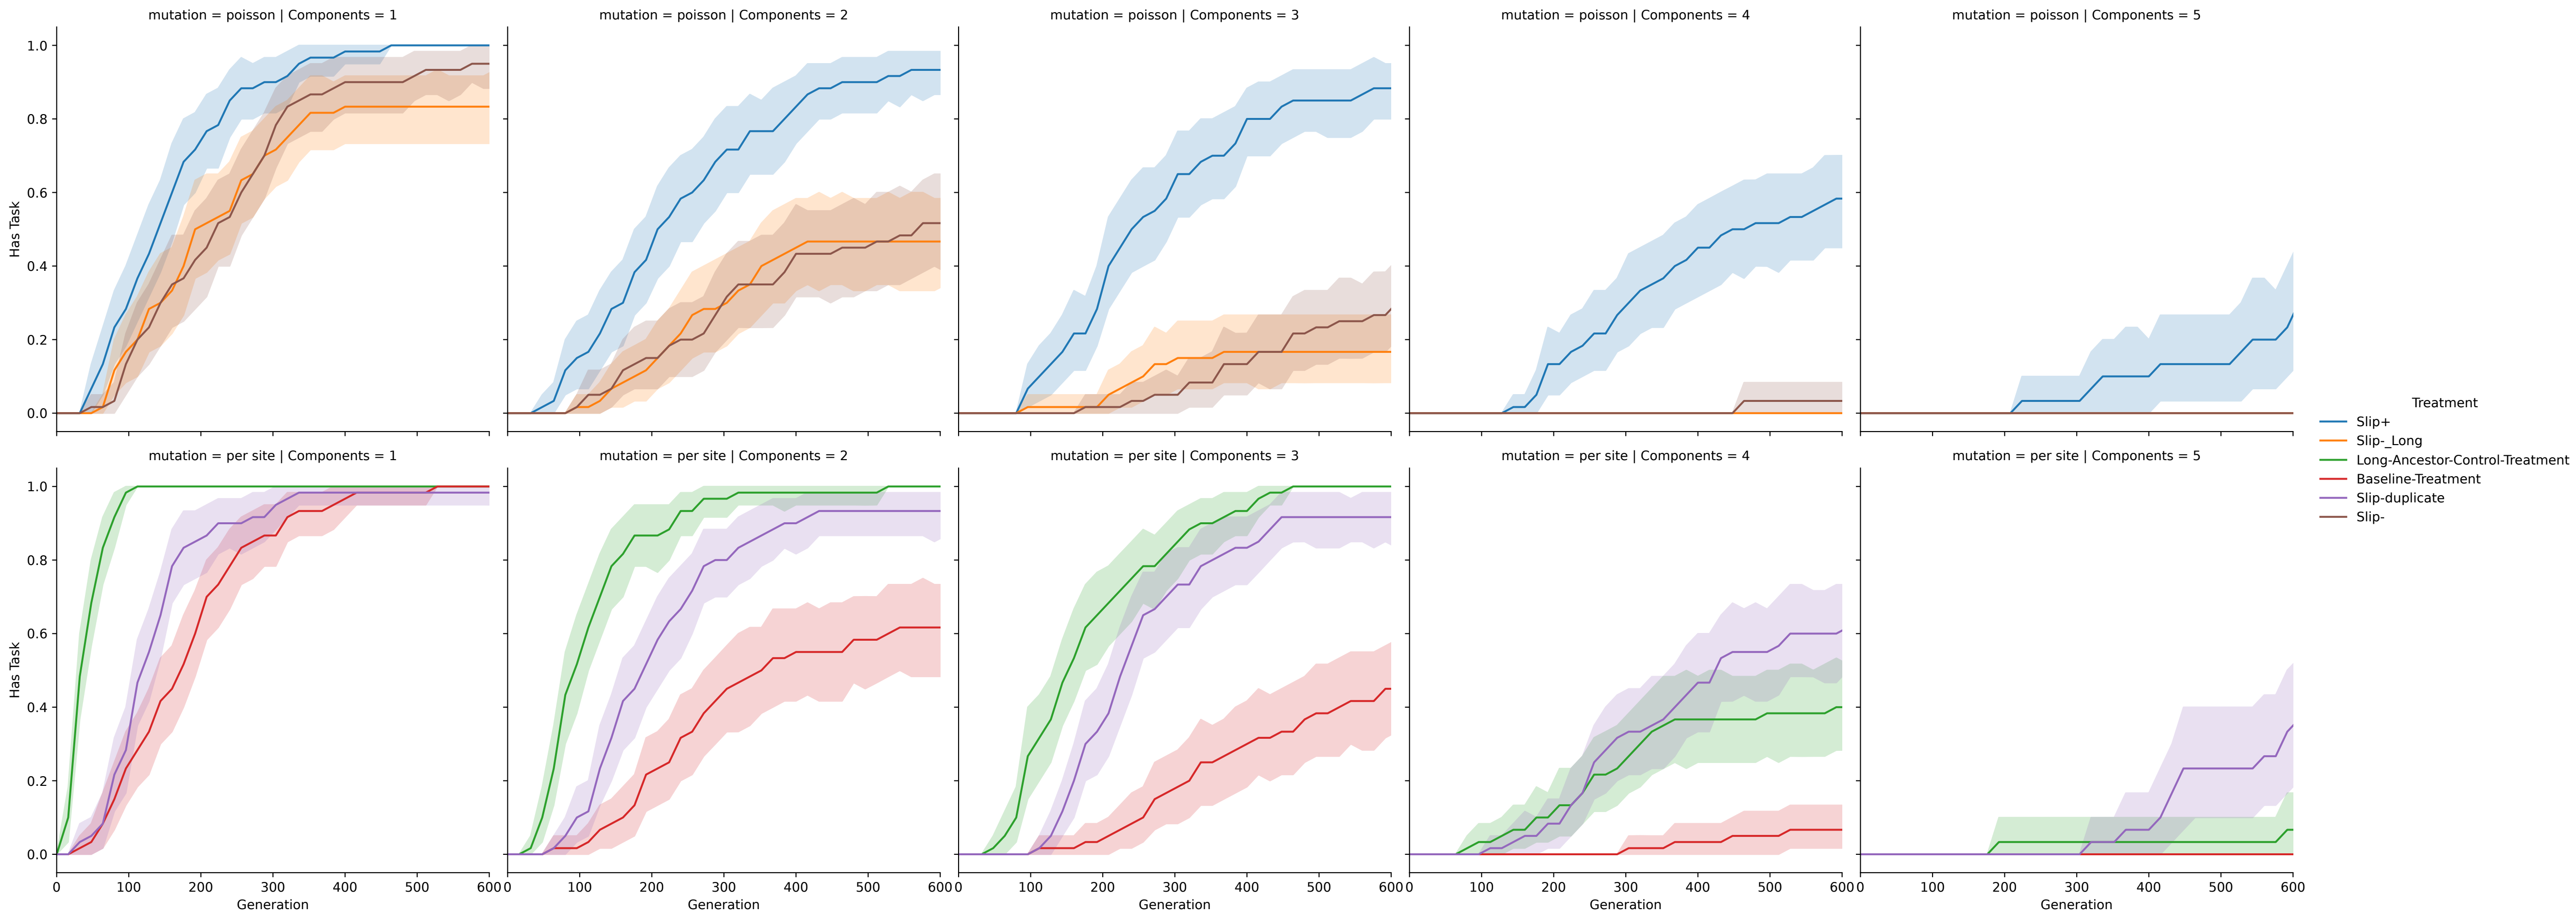 mutation = poisson | Components = 1
mutation = poisson | Components = 2
mutation = poisson | Components = 3
mutation = poisson | Components = 4
mutation = poisson | Components = 5
1.0
0.8
0.6
0.4
0.2
0.0
Has Task
Treatment
Slip+
Slip-_Long
Long-Ancestor-Control-Treatment
Baseline-Treatment
Slip-duplicate
Slip-
mutation = per site | Components = 1
mutation = per site | Components = 2
mutation = per site | Components = 3
mutation = per site | Components = 4
mutation = per site | Components = 5
1.0
0.8
0.6
0.4
0.2
0.0
Has Task
0 100 200 300 400 500 600
0 100 200 300 400 500 600
0 100 200 300 400 500 600
0 100 200 300 400 500 600
0 100 200 300 400 500 600
Generation
Generation
Generation
Generation
Generation